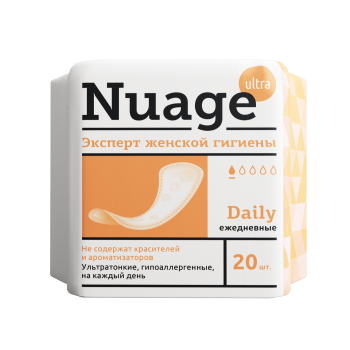 ultra
Nuage
Эксперт женской гигиены
Daily
ежедневные
Не содержат красителей
и ароматизаторов
Ультратонкие, гипоаллергенные,
на каждый день
20 шт.